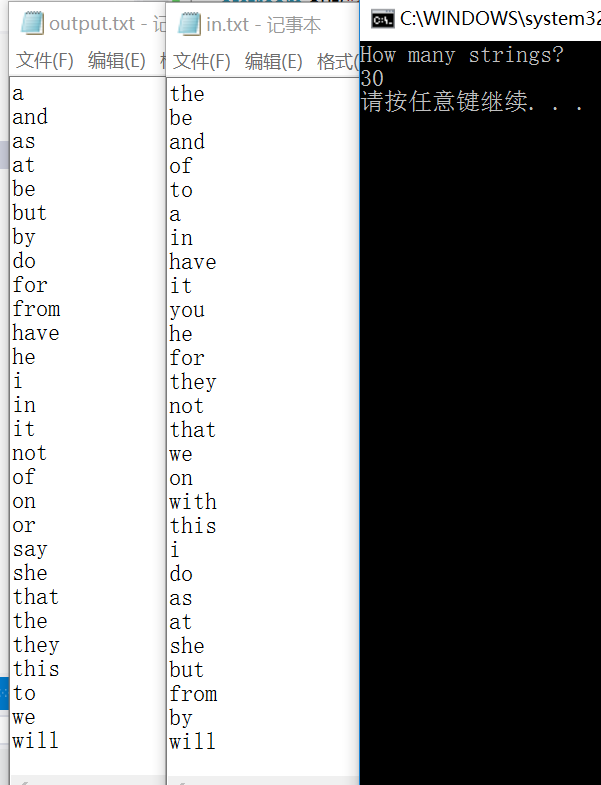 output.txt - 记
文件(F) 编辑(E)
a
and
as
at
be
but
by
do
for
from
have
he
i
in
it
not
of
on
or
say
she
that
the
they
this
to
we
will
in.txt - 记事本
文件(F) 编辑(E) 格式(
the
be
and
of
to
a
in
have
it
you
he
for
they
not
that
we
on
with
this
i
do
as
at
she
but
from
by
will
C:\WINDOWS\system32
How many strings?
30
请按任意键继续. . .